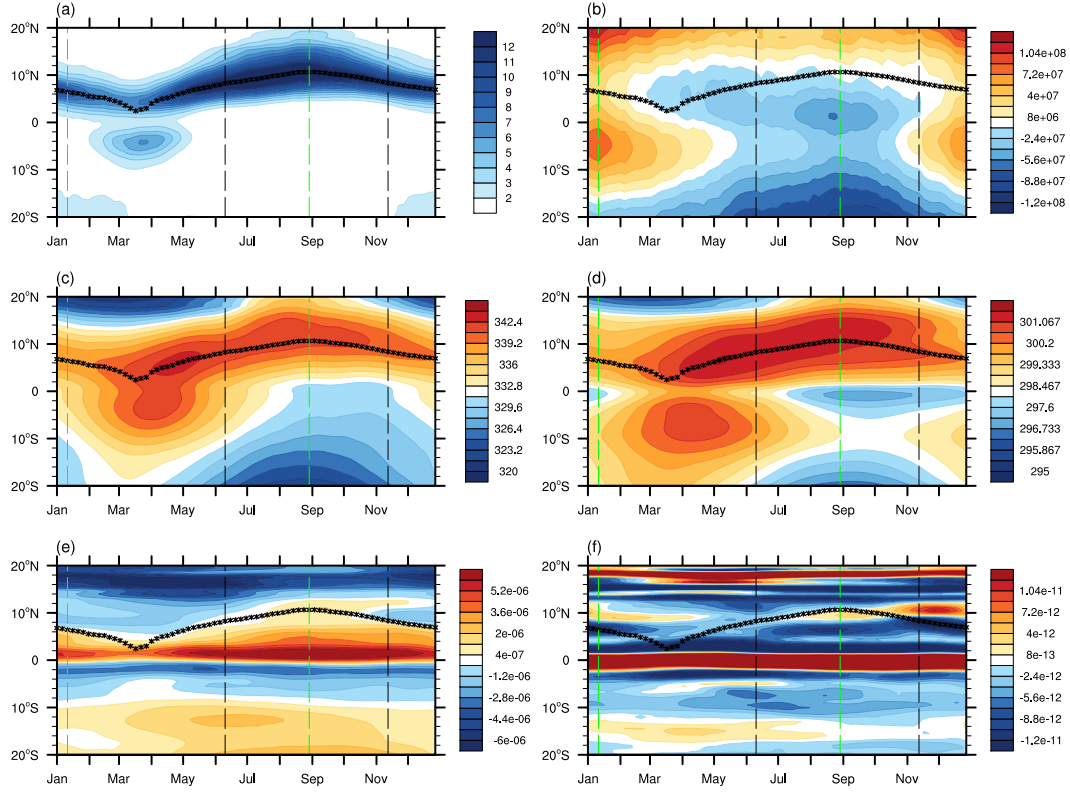 (a)
20°N
10°N
0
10°S
20°S
Jan Mar May Jul Sep Nov
12
11
10
9
8
7
6
5
4
3
2
(b)
20°N
10°N
0
10°S
20°S
Jan Mar May Jul Sep Nov
1.04e+08
7.2e+07
4e+07
8e+06
-2.4e+07
-5.6e+07
-8.8e+07
-1.2e+08
(c)
20°N
10°N
0
10°S
20°S
Jan Mar May Jul Sep Nov
342.4
339.2
336
332.8
329.6
326.4
323.2
320
(d)
20°N
10°N
0
10°S
20°S
Jan Mar May Jul Sep Nov
301.067
300.2
299.333
298.467
297.6
296.733
295.867
295
(e)
20°N
10°N
0
10°S
20°S
Jan Mar May Jul Sep Nov
5.2e-06
3.6e-06
2e-06
4e-07
-1.2e-06
-2.8e-06
-4.4e-06
-6e-06
(f)
20°N
10°N
0
10°S
20°S
Jan Mar May Jul Sep Nov
1.04e-11
7.2e-12
4e-12
8e-13
-2.4e-12
-5.6e-12
-8.8e-12
-1.2e-11